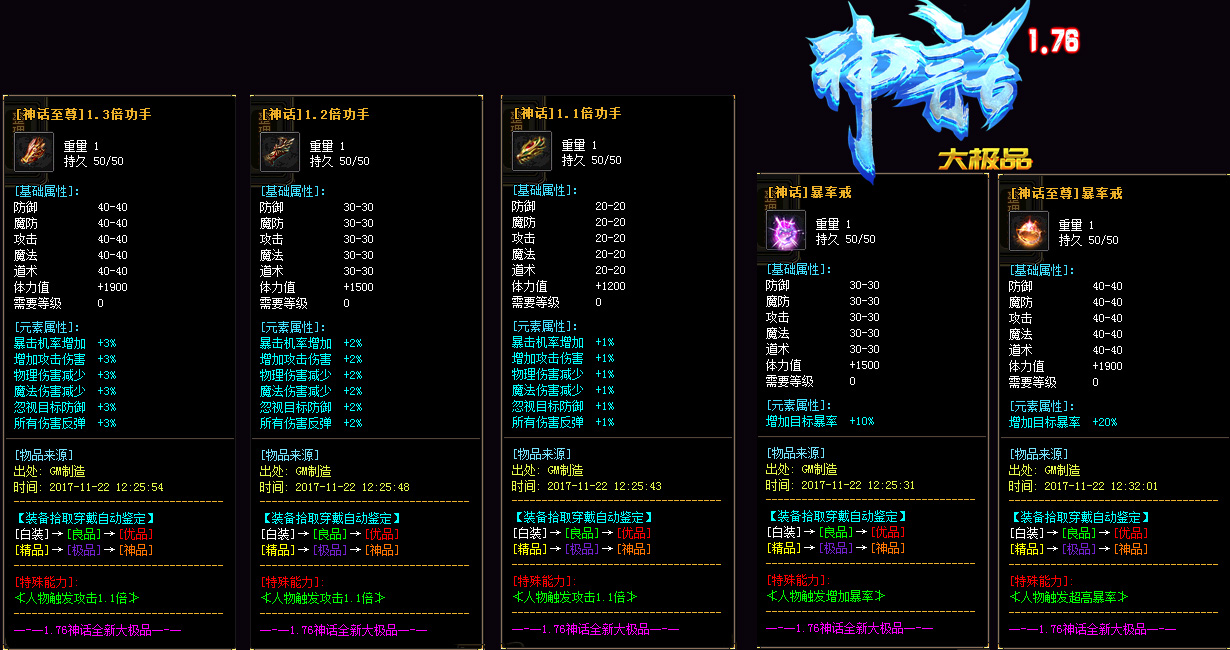 神话
1.76
大极品
[神话至尊]1.3倍功手
重量 1
持久 50/50
[基础属性]:
防御 40-40
魔防 40-40
攻击 40-40
魔法 40-40
道术 40-40
体力值 +1900
需要等级 0
[元素属性]:
暴击机率增加 +3%
增加攻击伤害 +3%
物理伤害减少 +3%
魔法伤害减少 +3%
忽视目标防御 +3%
所有伤害反弹 +3%
[物品来源]
出处: GM制造
时间: 2017-11-22 12:25:54
【装备拾取穿戴自动鉴定】
[白装]→[良品]→[优品]
[精品]→[极品]→[神品]
[特殊能力]:
≮人物触发攻击1.1倍≯
—-—1.76神话全新大极品—-—
[神话]1.2倍功手
重量 1
持久 50/50
[基础属性]:
防御 30-30
魔防 30-30
攻击 30-30
魔法 30-30
道术 30-30
体力值 +1500
需要等级 0
[元素属性]:
暴击机率增加 +2%
增加攻击伤害 +2%
物理伤害减少 +2%
魔法伤害减少 +2%
忽视目标防御 +2%
所有伤害反弹 +2%
[物品来源]
出处: GM制造
时间: 2017-11-22 12:25:48
【装备拾取穿戴自动鉴定】
[白装]→[良品]→[优品]
[精品]→[极品]→[神品]
[特殊能力]:
≮人物触发攻击1.1倍≯
—-—1.76神话全新大极品—-—
[神话]1.1倍功手
重量 1
持久 50/50
[基础属性]:
防御 20-20
魔防 20-20
攻击 20-20
魔法 20-20
道术 20-20
体力值 +1200
需要等级 0
[元素属性]:
暴击机率增加 +1%
增加攻击伤害 +1%
物理伤害减少 +1%
魔法伤害减少 +1%
忽视目标防御 +1%
所有伤害反弹 +1%
[物品来源]
出处: GM制造
时间: 2017-11-22 12:25:43
【装备拾取穿戴自动鉴定】
[白装]→[良品]→[优品]
[精品]→[极品]→[神品]
[特殊能力]:
≮人物触发攻击1.1倍≯
—-—1.76神话全新大极品—-—
[神话]暴率戒
重量 1
持久 50/50
[基础属性]:
防御 30-30
魔防 30-30
攻击 30-30
魔法 30-30
道术 30-30
体力值 +1500
需要等级 0
[元素属性]:
增加目标暴率 +10%
[物品来源]
出处: GM制造
时间: 2017-11-22 12:25:31
【装备拾取穿戴自动鉴定】
[白装]→[良品]→[优品]
[精品]→[极品]→[神品]
[特殊能力]:
≮人物触发增加暴率≯
—-—1.76神话全新大极品—-—
[神话至尊]暴率戒
重量 1
持久 50/50
[基础属性]:
防御 40-40
魔防 40-40
攻击 40-40
魔法 40-40
道术 40-40
体力值 +1900
需要等级 0
[元素属性]:
增加目标暴率 +20%
[物品来源]
出处: GM制造
时间: 2017-11-22 12:32:01
【装备拾取穿戴自动鉴定】
[白装]→[良品]→[优品]
[精品]→[极品]→[神品]
[特殊能力]:
≮人物触发超高暴率≯
—-—1.76神话全新大极品—-—